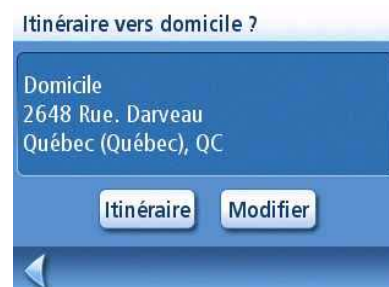 Itinéraire vers domicile ?
Domicile
2648 Rue. Darveau
Québec (Québec), QC
Itinéraire Modifier